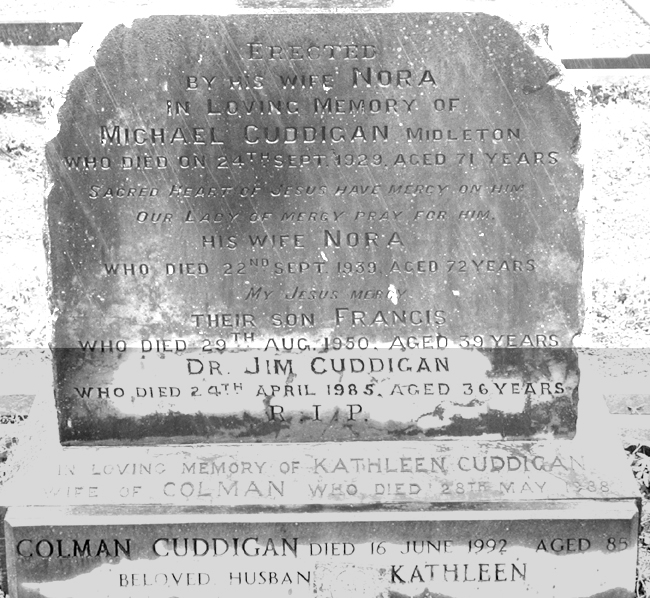 ERECTED
BY HIS WIFE NORA
IN LOVING MEMORY OF
MICHAEL CUDDIGAN MIDLETON
WHO DIED ON 24TH SEPT. 1929. AGED 71 YEARS
SACRED HEART OF JESUS HAVE MERCY ON HIM
OUR LADY OF MERCY PRAY FOR HIM.
HIS WIFE NORA
WHO DIED 22ND SEPT. 1939. AGED 72 YEARS
MY JESUS MERCY
THEIR SON FRANCIS
WHO DIED 29TH AUG. 1950. AGED 39 YEARS
DR. JIM CUDDIGAN
WHO DIED 24TH APRIL 1985. AGED 36 YEARS
R. I. P.
IN LOVING MEMORY OF KATHLEEN CUDDIGAN
WIFE OF COLMAN WHO DIED 28TH MAY 1988
COLMAN CUDDIGAN DIED 16 JUNE 1992 AGED 85
BELOVED HUSBAN KATHLEEN